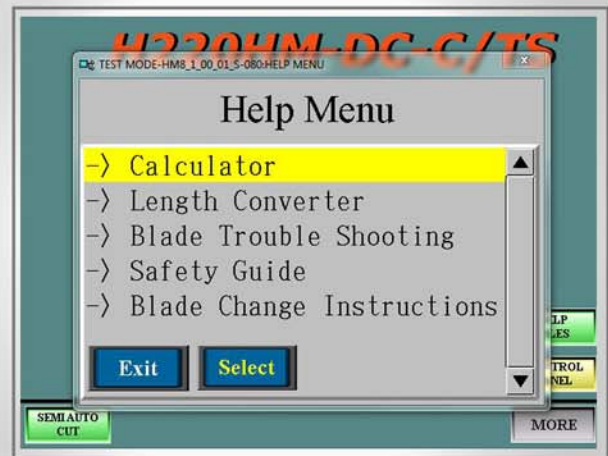 H220HM-DC-C/TS
TEST MODE-HM8_1_00_01_S-080:HELP MENU
Help Menu
-> Calculator
-> Length Converter
-> Blade Trouble Shooting
-> Safety Guide
-> Blade Change Instructions
Exit
Select
SEMI AUTO
CUT
MORE